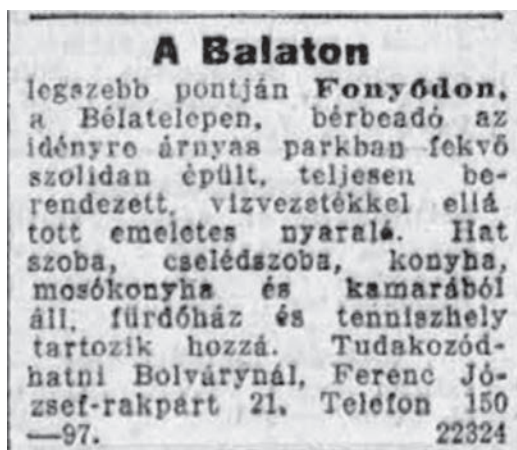 A Balaton
legszebb pontján Fonyódon,
a Bélatelepen, bérbeadó az
idényre árnyas parkban fekvő
szolidan épült, teljesen be-
rendezett, vizvezetékkel ellá
tott emeletes nyaraló. Hat
szoba, cselédszoba, konyha,
mosókonyha és kamarából
áll, fürdőház és tenniszhely
tartozik hozzá. Tudakozód-
hatni Bolvárynál, Ferenc Jó-
zsef-rakpart 21. Telefon 150
—97. 22324